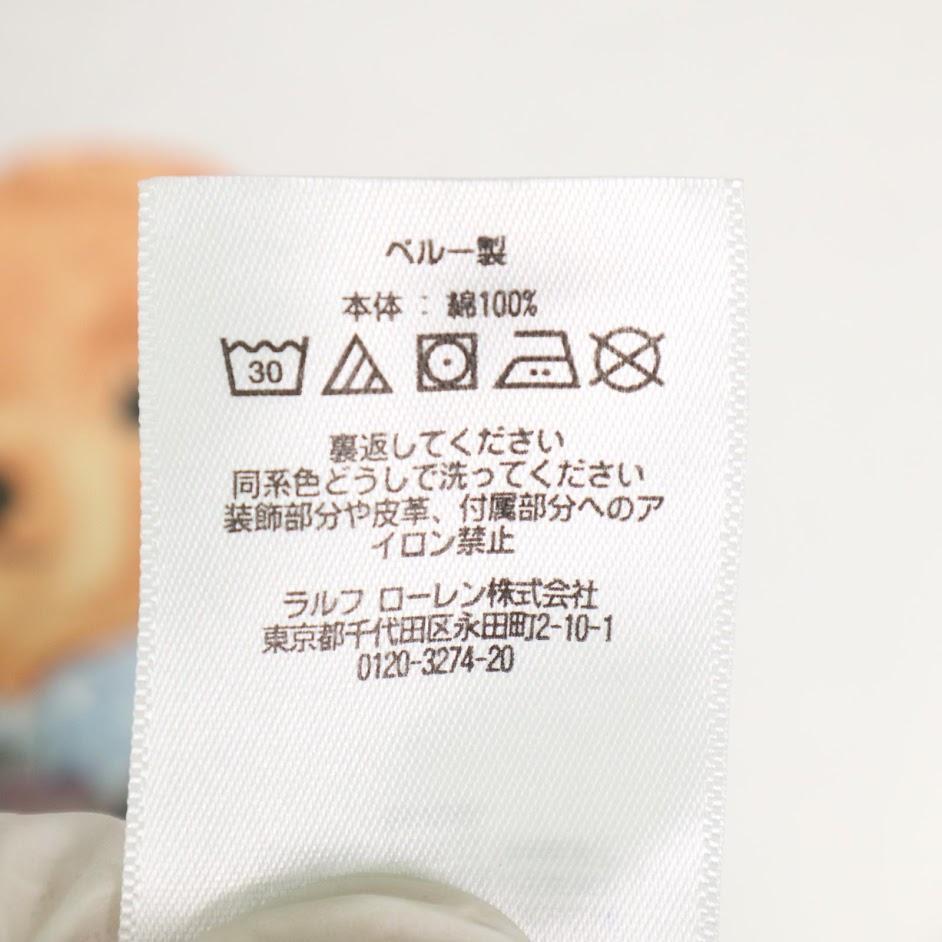 ペルー製
本体 : 綿100%
30
裏返してください
同系色どうしで洗ってください
装飾部分や皮革、付属部分へのア
イロン禁止
ラルフ ローレン株式会社
東京都千代田区永田町2-10-1
0120-3274-20